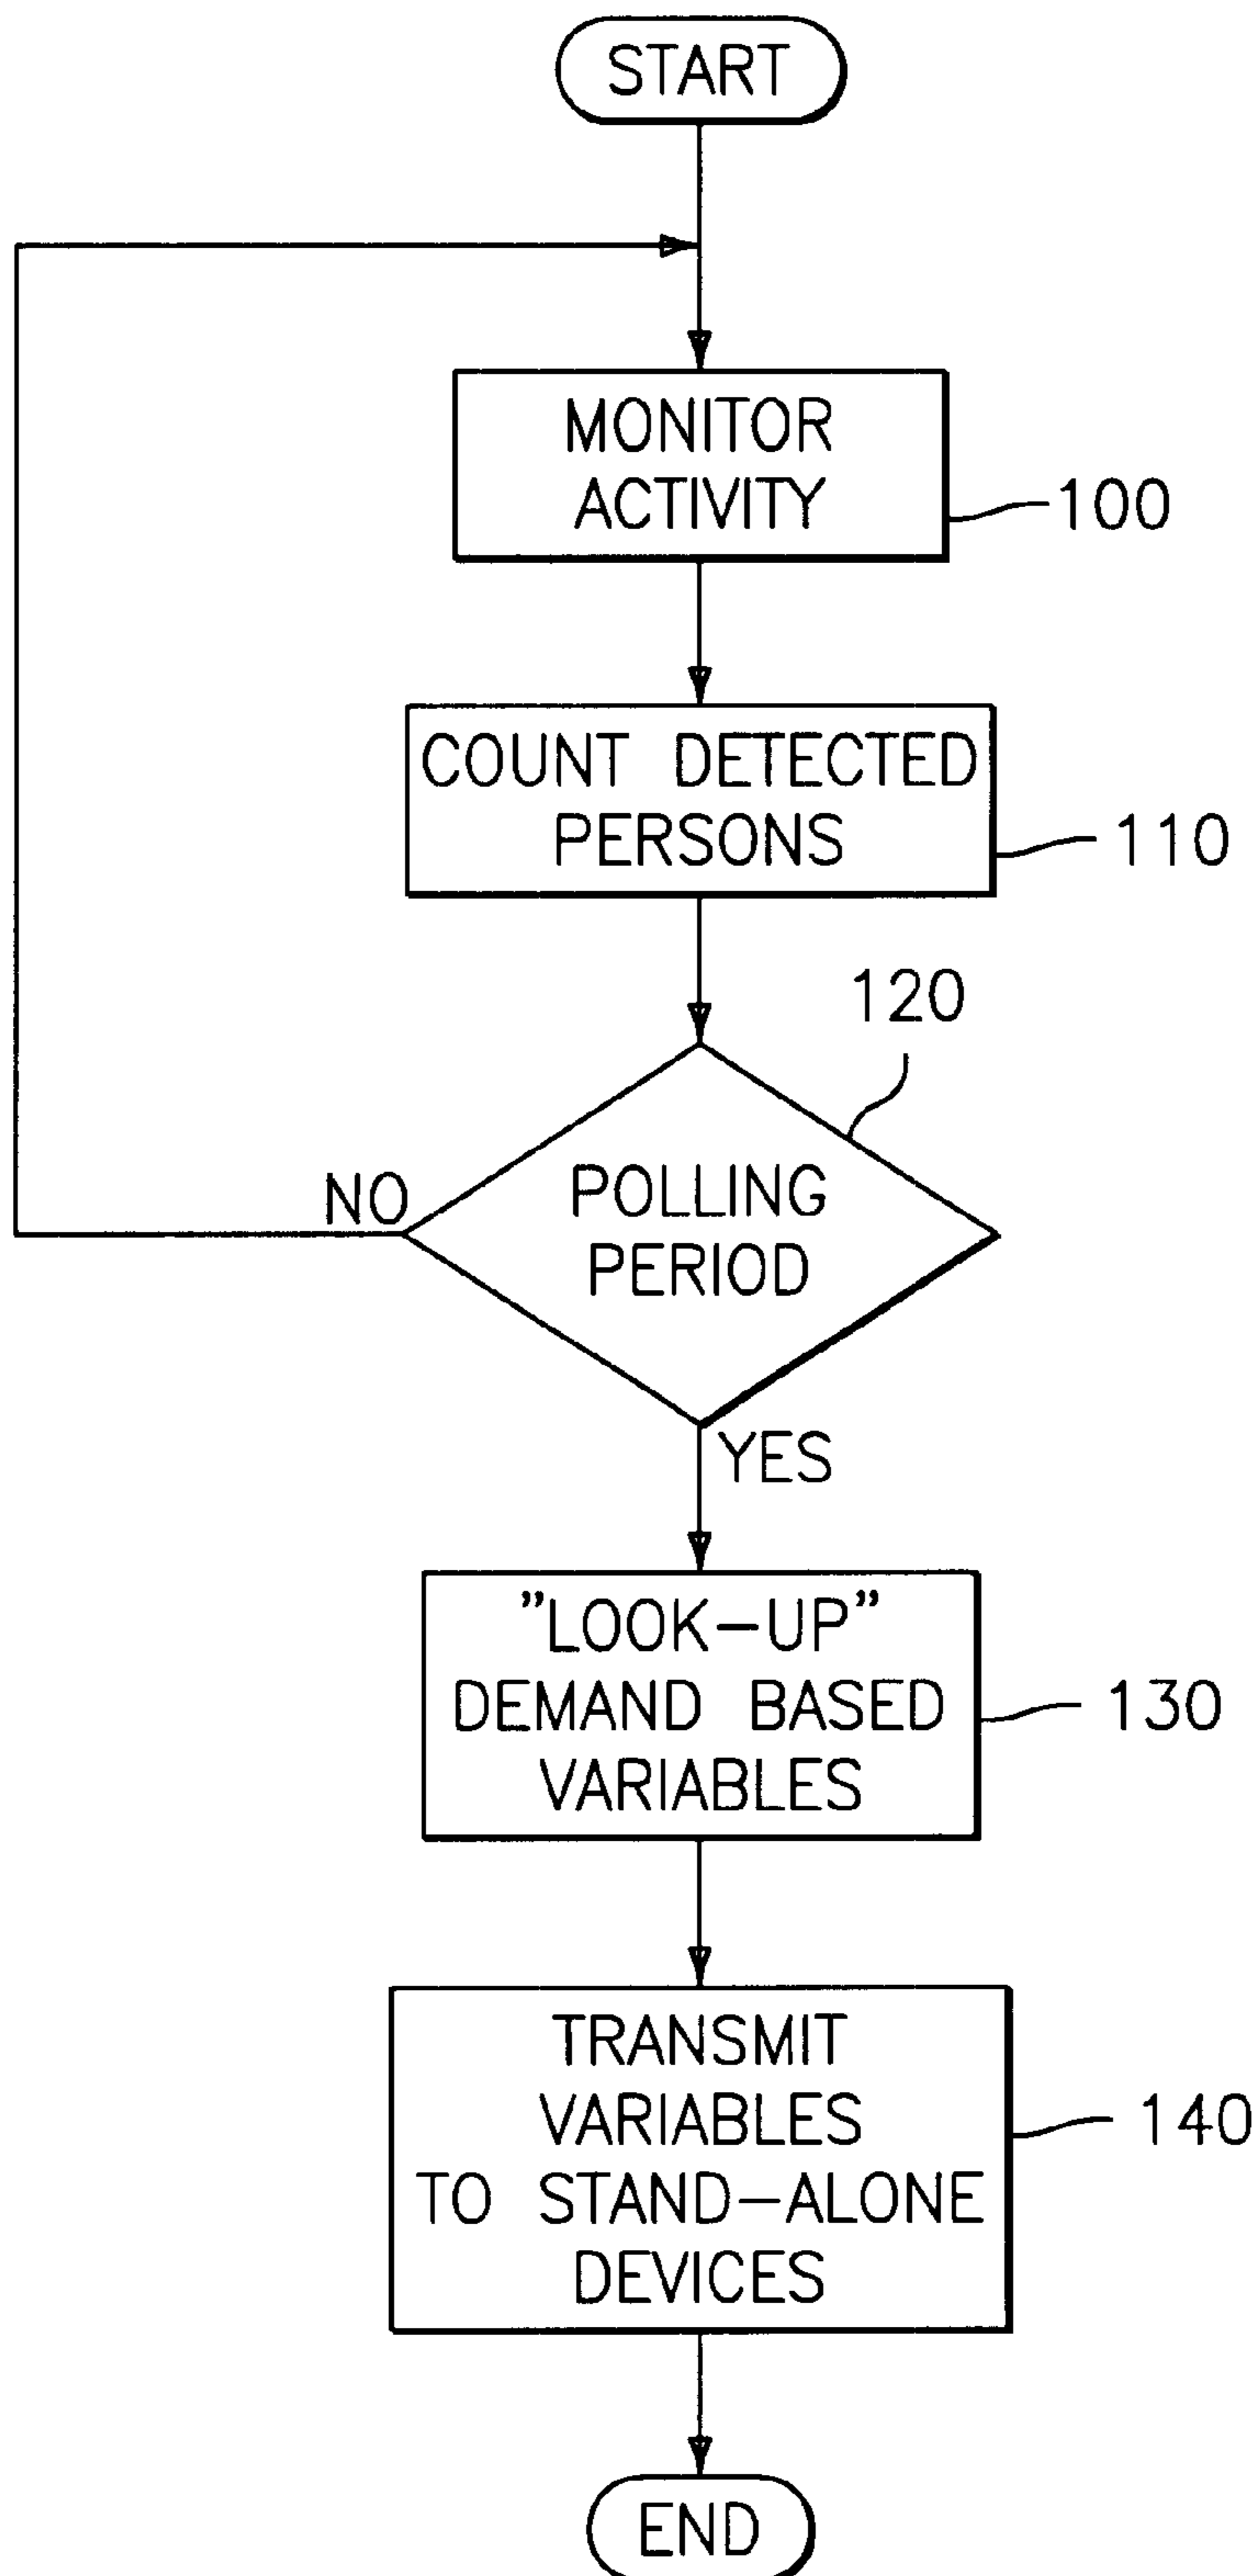 START
MONITOR
ACTIVITY
100
COUNT DETECTED
PERSONS
110
120
POLLING
PERIOD
NO
YES
"LOOK-UP"
DEMAND BASED
VARIABLES
130
TRANSMIT
VARIABLES
TO STAND-ALONE
DEVICES
140
END